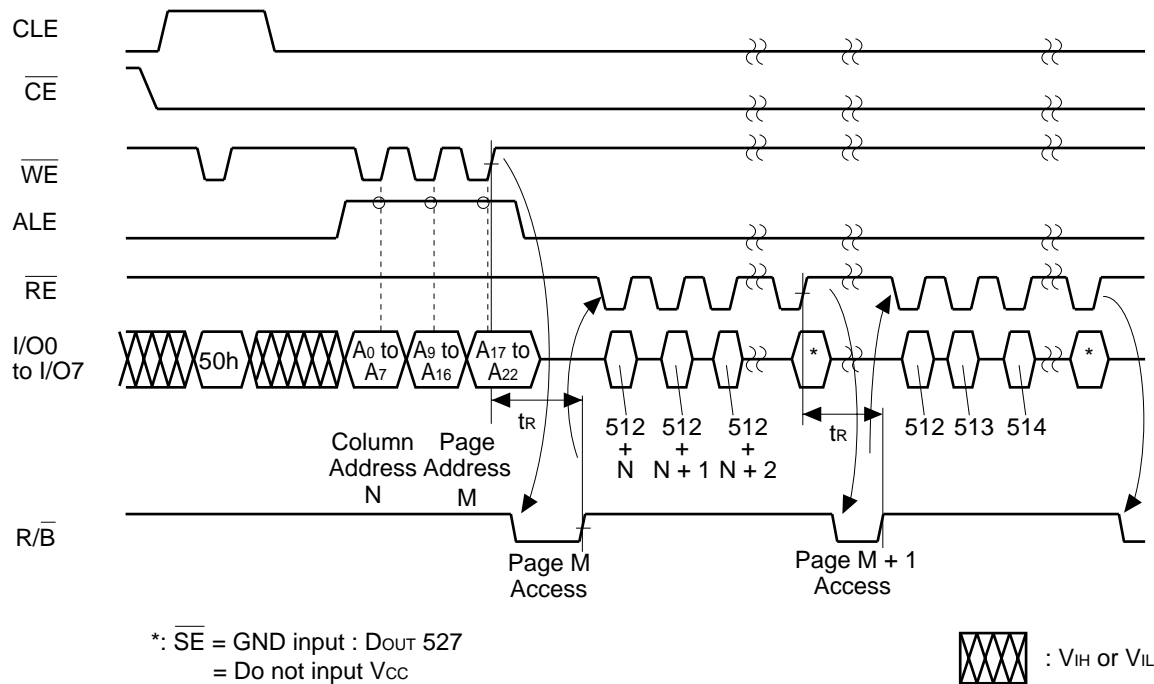 CLE
CE
WE
ALE
RE
I/O0
to I/O7
50h
A0 to
A7
A9 to
A16
A17 to
A22
*
*
tR
tR
Column
Address
N
Page
Address
M
512
+
N
512
+
N + 1
512
+
N + 2
512
513
514
R/B
Page M
Access
Page M + 1
Access
*: SE = GND input : DOUT 527
= Do not input VCC
: VIH or VIL